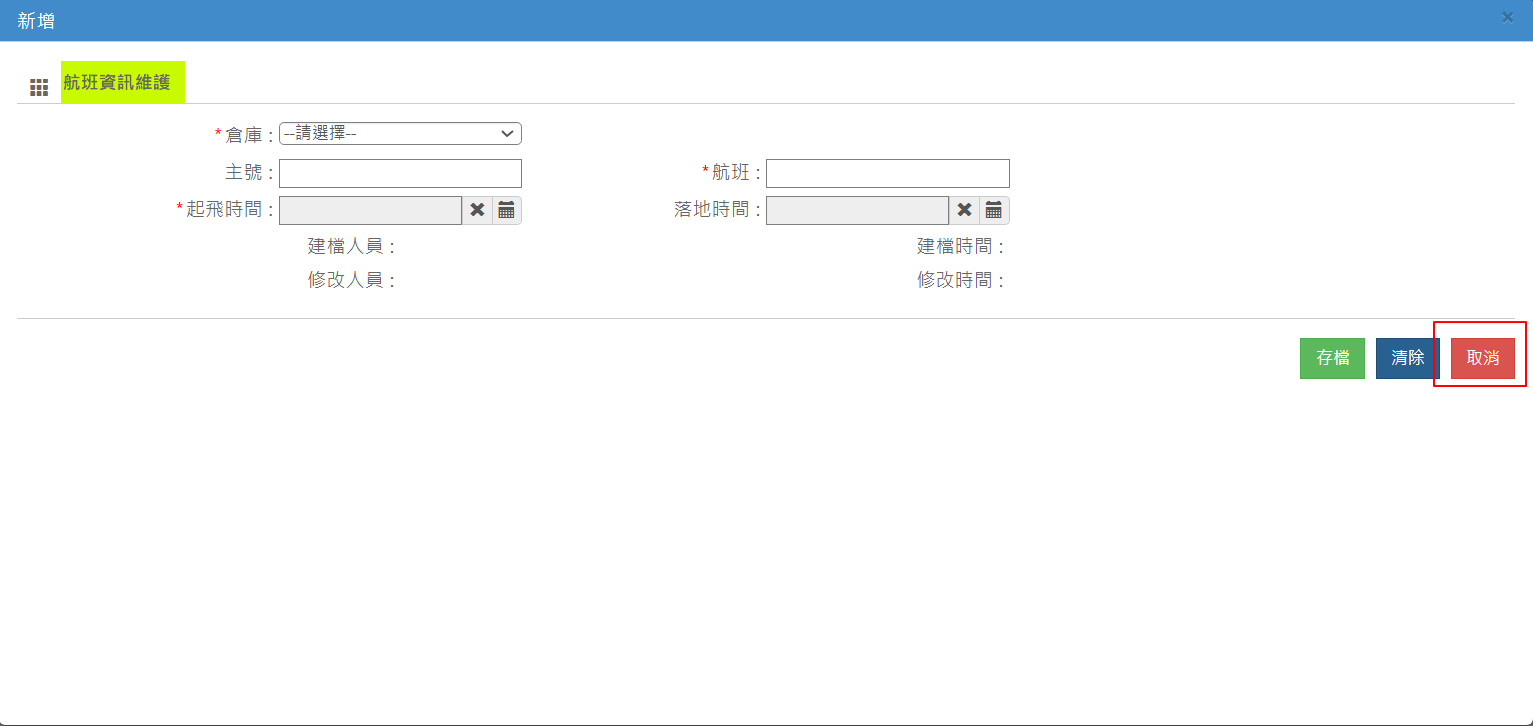 新增 ×
航班資訊維護
*倉庫 : --請選擇--
主號 : *航班 :
*起飛時間 : 落地時間 :
建檔人員 : 建檔時間 :
修改人員 : 修改時間 :
存檔 清除 取消